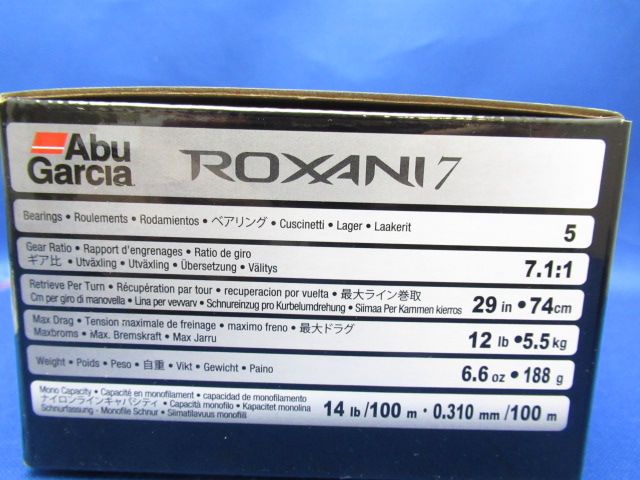 Abu Garcia
ROXANI 7
Bearings • Roulements • Rodamientos • ベアリング • Cuscinetti • Lager • Laakerit
5
Gear Ratio • Rapport d'engrenages • Ratio de giro
ギア比 • Utväxling • Utväxling • Übersetzung • Välitys
7.1:1
Retrieve Per Turn • Récupération par tour • recuperacion por vuelta • 最大ライン巻取
Cm per giro di manovella • Lina per vevvarv • Schnureinzug pro Kurbelumdrehung • Siimaa Per Kammen kierros
29 in • 74cm
Max Drag • Tension maximale de freinage • maximo freno • 最大ドラグ
Maxbroms • Max. Bremskraft • Max Jarru
12 lb •5.5kg
Weight • Poids • Peso • 自重 • Vikt • Gewicht • Paino
6.6 oz • 188 g
Mono Capacity • Capacité en monofilament • capacidad de monofilamento
ナイロンラインキャパシティ • Capacità monofilo • Kapacitet monolina
Schnurfassung - Monofile Schnur • Siimatilavuus monofiili
14 lb/100 m · 0.310 mm/100 m